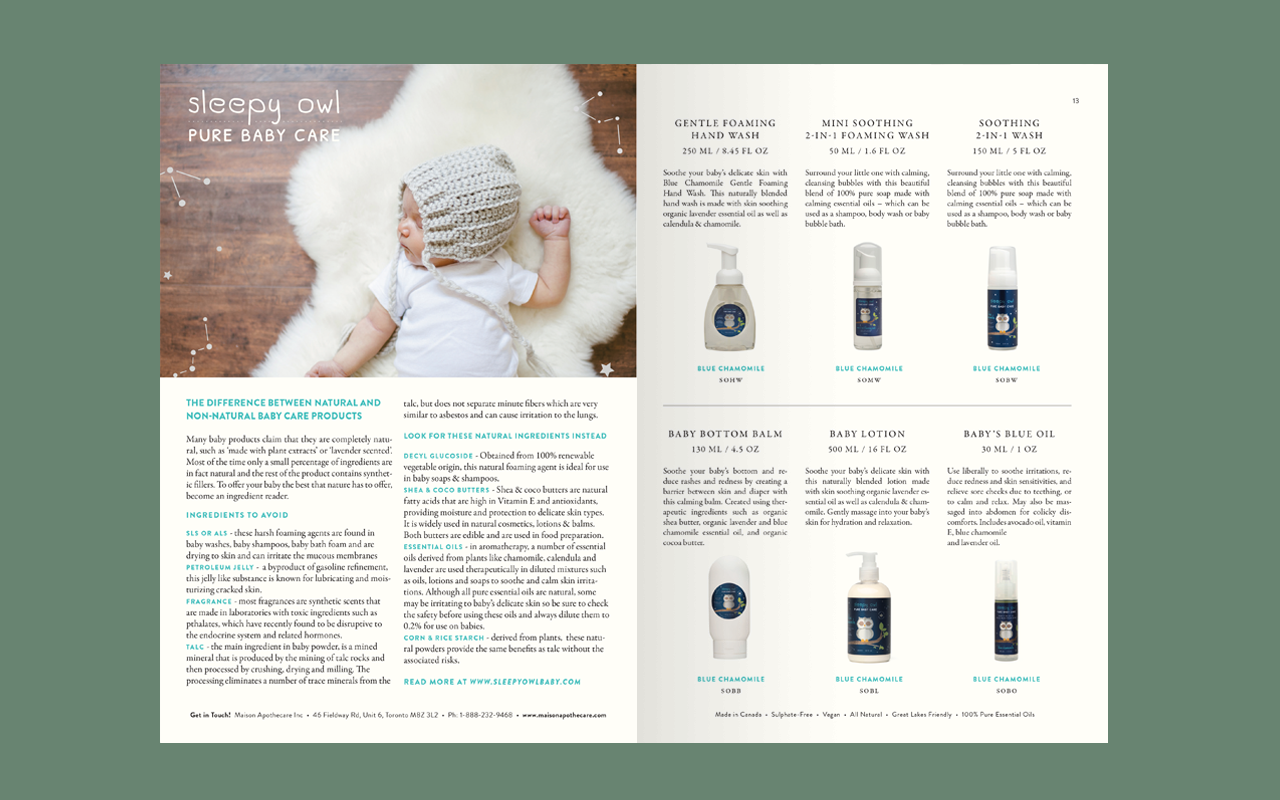 sleepy owl
PURE BABY CARE
THE DIFFERENCE BETWEEN NATURAL AND
NON-NATURAL BABY CARE PRODUCTS
Many baby products claim that they are completely natu-
ral, such as 'made with plant extracts' or 'lavender scented'.
Most of the time only a small percentage of ingredients are
in fact natural and the rest of the product contains synthet-
ic fillers. To offer your baby the best that nature has to offer,
become an ingredient reader.
INGREDIENTS TO AVOID
SLS OR ALS - these harsh foaming agents are found in
baby washes, baby shampoos, baby bath foam and are
drying to skin and can irritate the mucous membranes
PETROLEUM JELLY - a byproduct of gasoline refinement,
this jelly like substance is known for lubricating and mois-
turizing cracked skin.
FRAGRANCE - most fragrances are synthetic scents that
are made in laboratories with toxic ingredients such as
pthalates, which have recently found to be disruptive to
the endocrine system and related hormones.
TALC - the main ingredient in baby powder, is a mined
mineral that is produced by the mining of talc rocks and
then processed by crushing, drying and milling. The
processing eliminates a number of trace minerals from the
talc, but does not separate minute fibers which are very
similar to asbestos and can cause irritation to the lungs.
LOOK FOR THESE NATURAL INGREDIENTS INSTEAD
DECYL GLUCOSIDE - Obtained from 100% renewable
vegetable origin, this natural foaming agent is ideal for use
in baby soaps & shampoos.
SHEA & COCO BUTTERS - Shea & coco butters are natural
fatty acids that are high in Vitamin E and antioxidants,
providing moisture and protection to delicate skin types.
It is widely used in natural cosmetics, lotions & balms.
Both butters are edible and are used in food preparation.
ESSENTIAL OILS - in aromatherapy, a number of essential
oils derived from plants like chamomile, calendula and
lavender are used therapeutically in diluted mixtures such
as oils, lotions and soaps to soothe and calm skin irrita-
tions. Although all pure essential oils are natural, some
may be irritating to baby's delicate skin so be sure to check
the safety before using these oils and always dilute them to
0.2% for use on babies.
CORN & RICE STARCH - derived from plants, these natu-
ral powders provide the same benefits as talc without the
associated risks.
READ MORE AT WWW.SLEEPYOWLBABY.COM
Get in Touch! Maison Apothecare Inc • 46 Fieldway Rd, Unit 6, Toronto M8Z 3L2 • Ph: 1-888-232-9468 • www.maisonapothecare.com
13
GENTLE FOAMING
HAND WASH
250 ML / 8.45 FL OZ
Soothe your baby's delicate skin with
Blue Chamomile Gentle Foaming
Hand Wash. This naturally blended
hand wash is made with skin soothing
organic lavender essential oil as well as
calendula & chamomile.
BLUE CHAMOMILE
SOHW
MINI SOOTHING
2-IN-1 FOAMING WASH
50 ML / 1.6 FL OZ
Surround your little one with calming,
cleansing bubbles with this beautiful
blend of 100% pure soap made with
calming essential oils – which can be
used as a shampoo, body wash or baby
bubble bath.
BLUE CHAMOMILE
SOMW
SOOTHING
2-IN-1 WASH
150 ML / 5 FL OZ
Surround your little one with calming,
cleansing bubbles with this beautiful
blend of 100% pure soap made with
calming essential oils – which can be
used as a shampoo, body wash or baby
bubble bath.
BLUE CHAMOMILE
SOBW
BABY BOTTOM BALM
130 ML / 4.5 OZ
Soothe your baby's bottom and re-
duce rashes and redness by creating a
barrier between skin and diaper with
this calming balm. Created using ther-
apeutic ingredients such as organic
shea butter, organic lavender and blue
chamomile essential oil, and organic
cocoa butter.
BLUE CHAMOMILE
SOBB
BABY LOTION
500 ML / 16 FL OZ
Soothe your baby's delicate skin with
this naturally blended lotion made
with skin soothing organic lavender es-
sential oil as well as calendula & cham-
omile. Gently massage into your baby's
skin for hydration and relaxation.
BLUE CHAMOMILE
SOBL
BABY'S BLUE OIL
30 ML / 1 OZ
Use liberally to soothe irritations, re-
duce redness and skin sensitivities, and
relieve sore cheeks due to teething, or
to calm and relax. May also be mas-
saged into abdomen for colicky dis-
comforts. Includes avocado oil, vitamin
E, blue chamomile
and lavender oil.
BLUE CHAMOMILE
SOBO
Made in Canada • Sulphate-Free • Vegan • All Natural • Great Lakes Friendly • 100% Pure Essential Oils